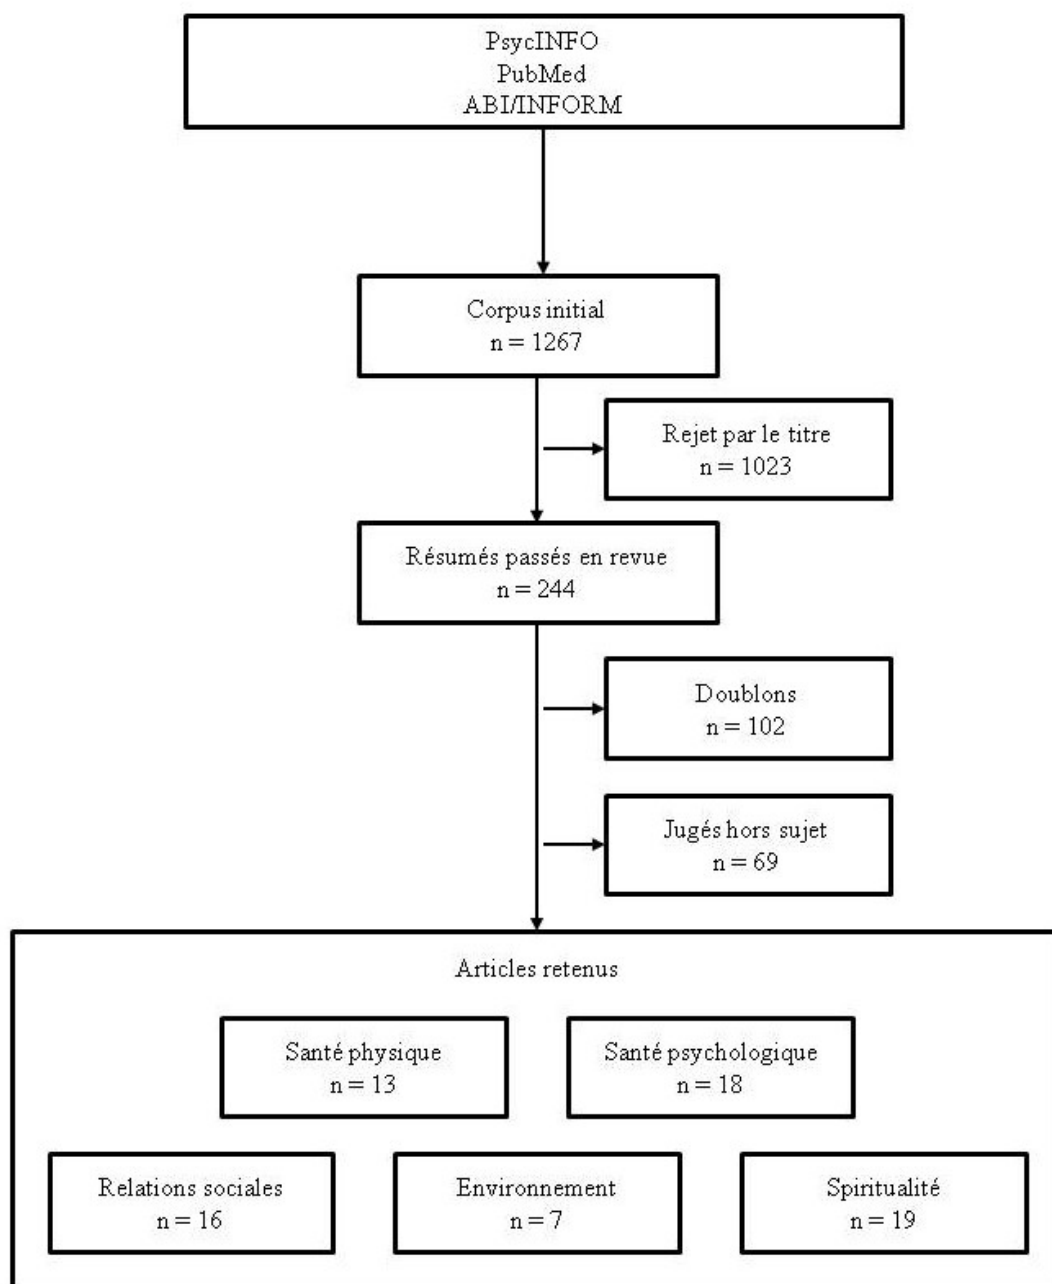 PsycINFO
PubMed
ABI/INFORM
Corpus initial
n = 1267
Rejet par le titre
n = 1023
Résumés passés en revue
n = 244
Doublons
n = 102
Jugés hors sujet
n = 69
Articles retenus
Santé physique
n = 13
Santé psychologique
n = 18
Relations sociales
n = 16
Environnement
n = 7
Spiritualité
n = 19